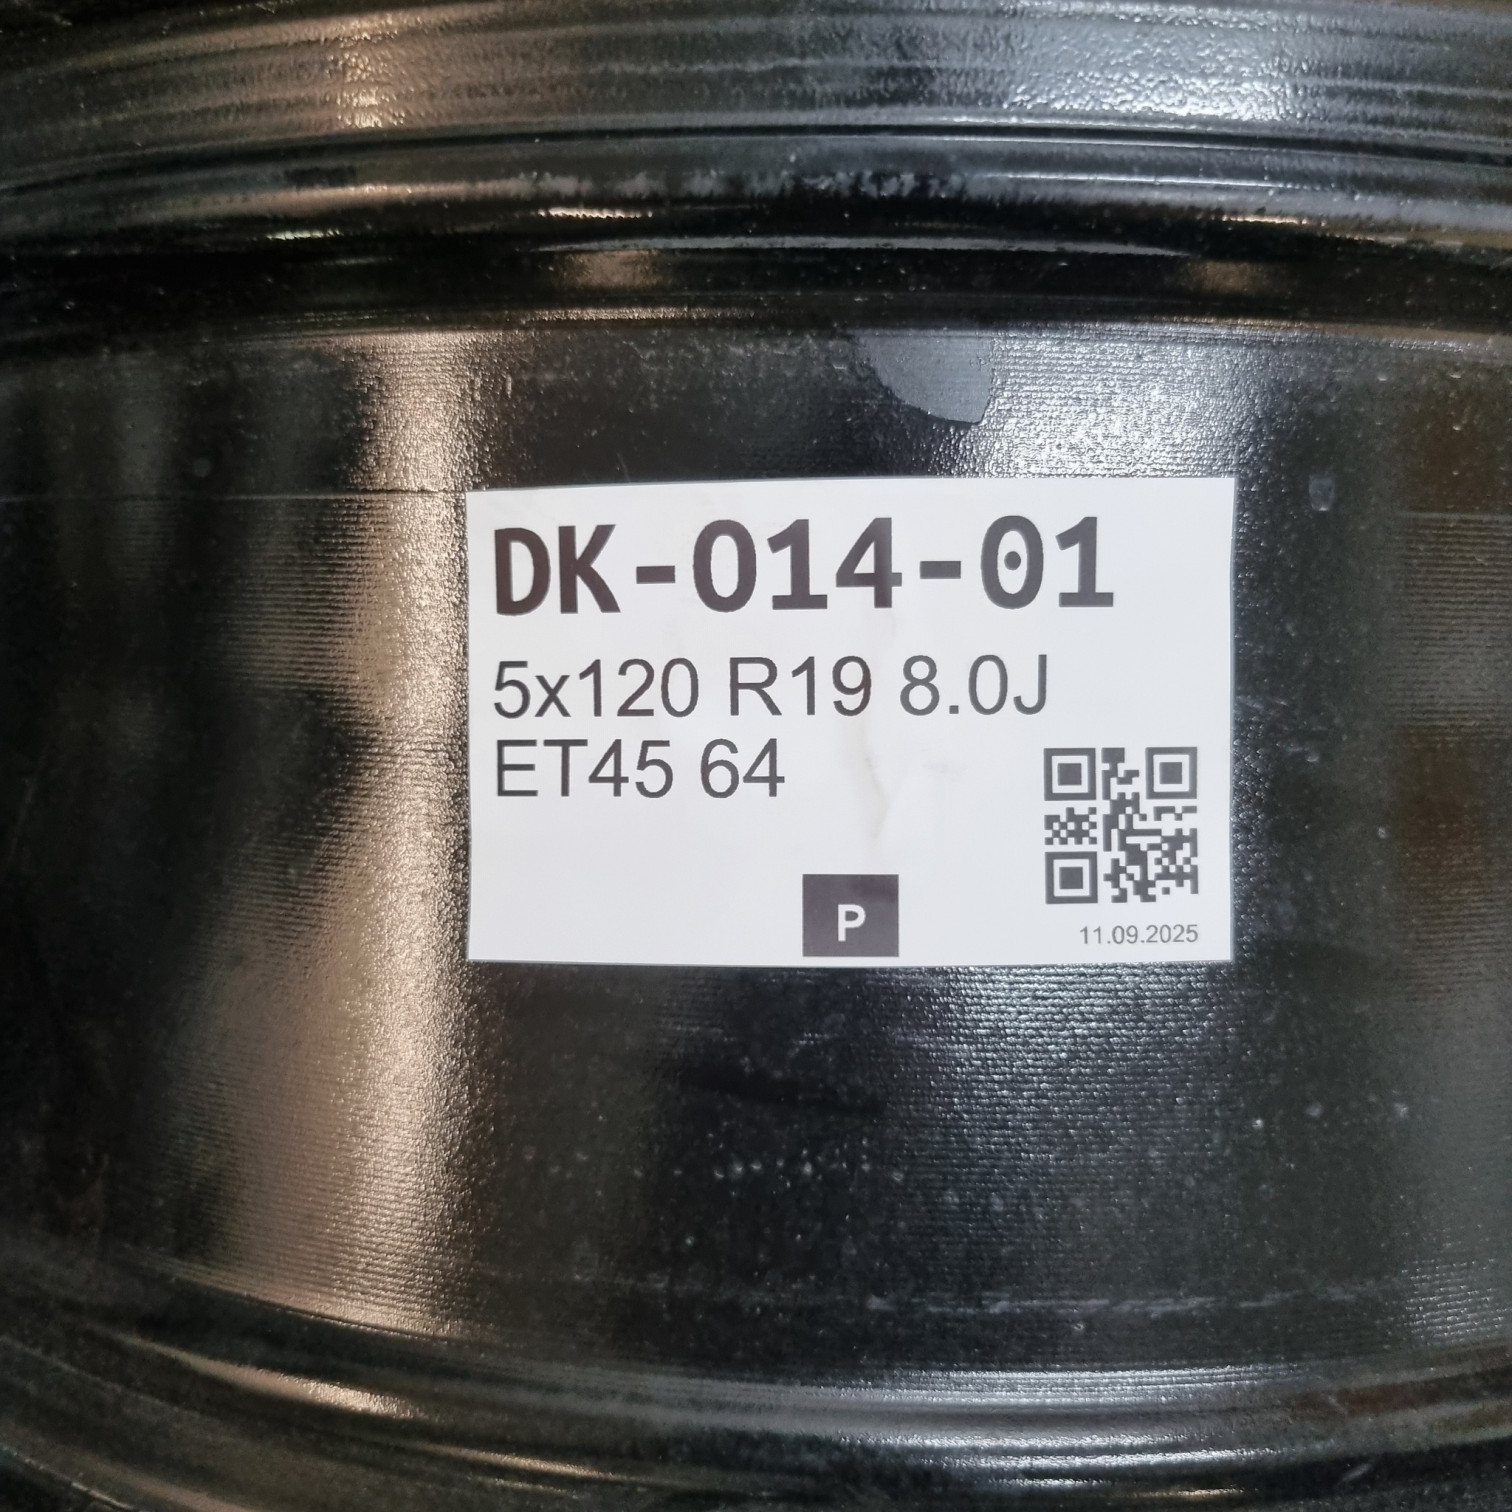 DK-014-01
5x120 R19 8.0J
ET45 64
P
11.09.2025